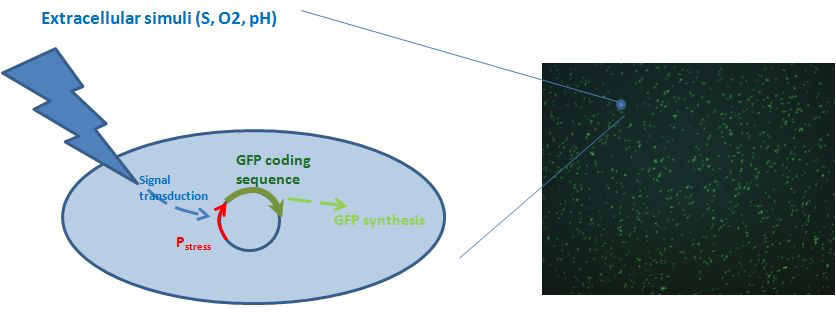 Extracellular simuli (S, O2, pH)
GFP coding
sequence
Signal
transduction
GFP synthesis
Pstress